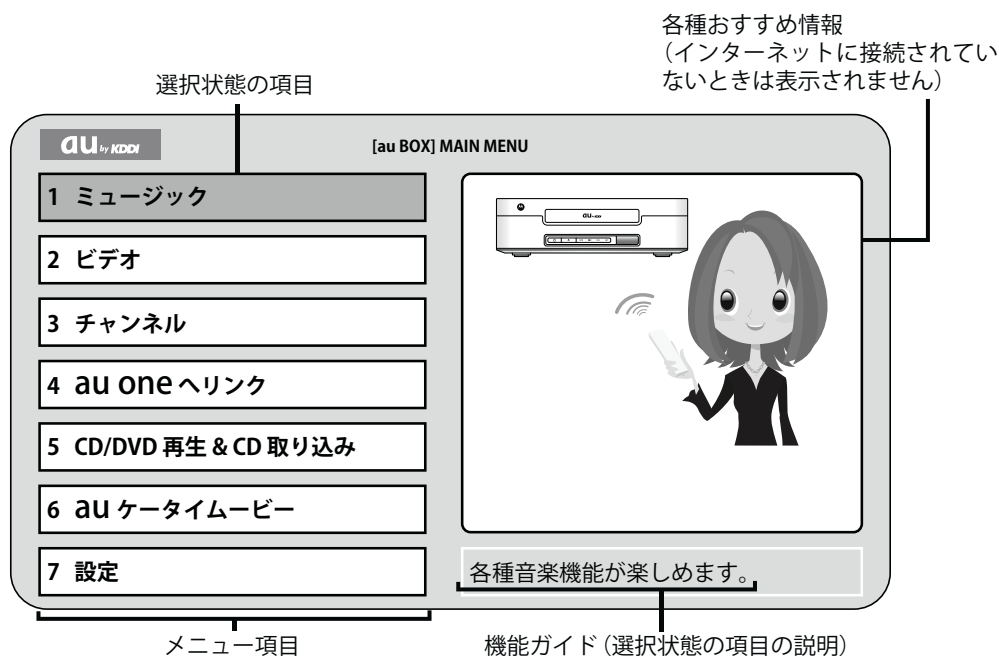 各種おすすめ情報
（インターネットに接続されてい
ないときは表示されません）
選択状態の項目
au by KDDI
[au BOX] MAIN MENU
1 ミュージック
2 ビデオ
3 チャンネル
4 au one へリンク
5 CD/DVD 再生 & CD 取り込み
6 au ケータイムービー
7 設定
au by KDDI
各種音楽機能が楽しめます。
メニュー項目
機能ガイド（選択状態の項目の説明）